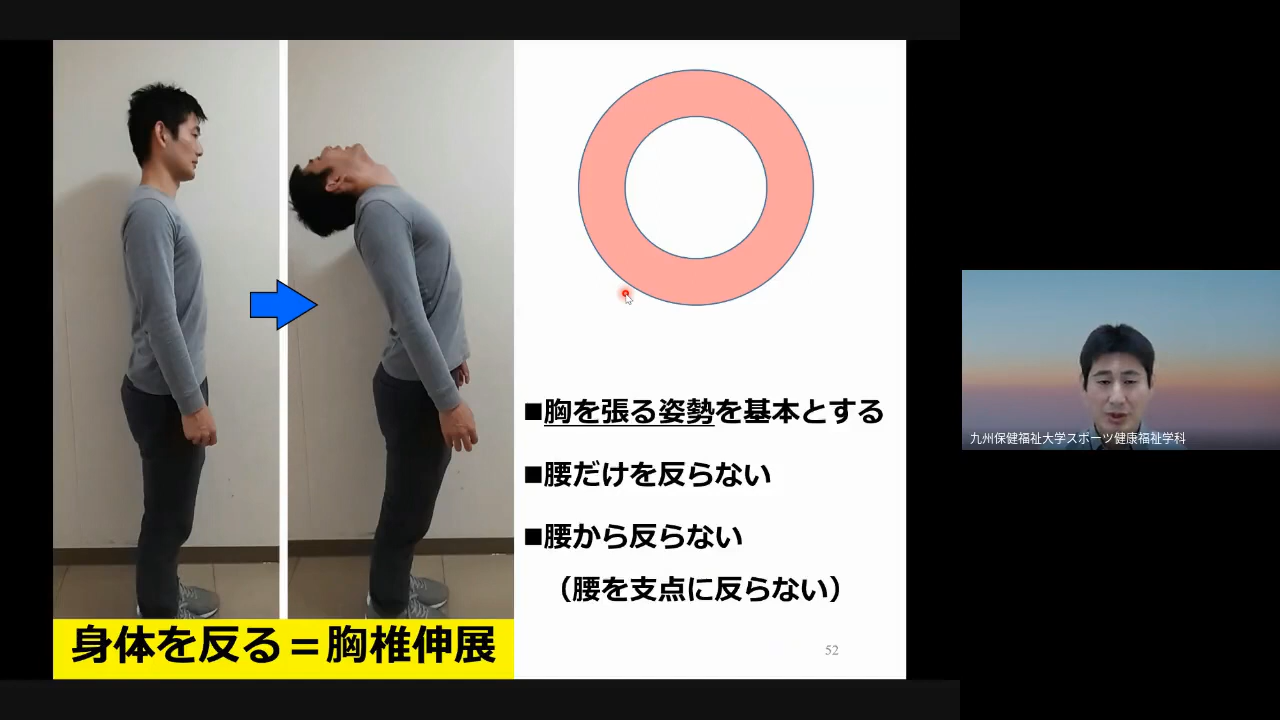 ■胸を張る姿勢を基本とする
■腰だけを反らない
■腰から反らない
（腰を支点に反らない）
身体を反る＝胸椎伸展
52
九州保健福祉大学スポーツ健康福祉学科